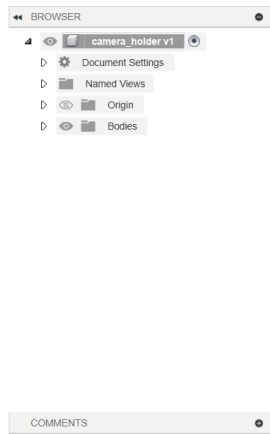 BROWSER
camera_holder v1
Document Settings
Named Views
Origin
Bodies
COMMENTS